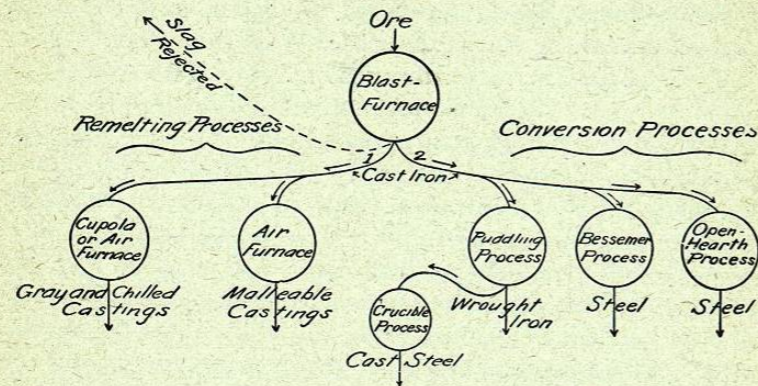 Ore
Slag
Rejected
Blast-
Furnace
Remelting Processes
Conversion Processes
1 2
Cast Iron
Cupola
or Air
Furnace
Air
Furnace
Puddling
Process
Bessemer
Process
Open-
Hearth
Process
Gray and Chilled
Castings
Malleable
Castings
Crucible
Process
Wrought
Iron
Steel
Steel
Cast Steel